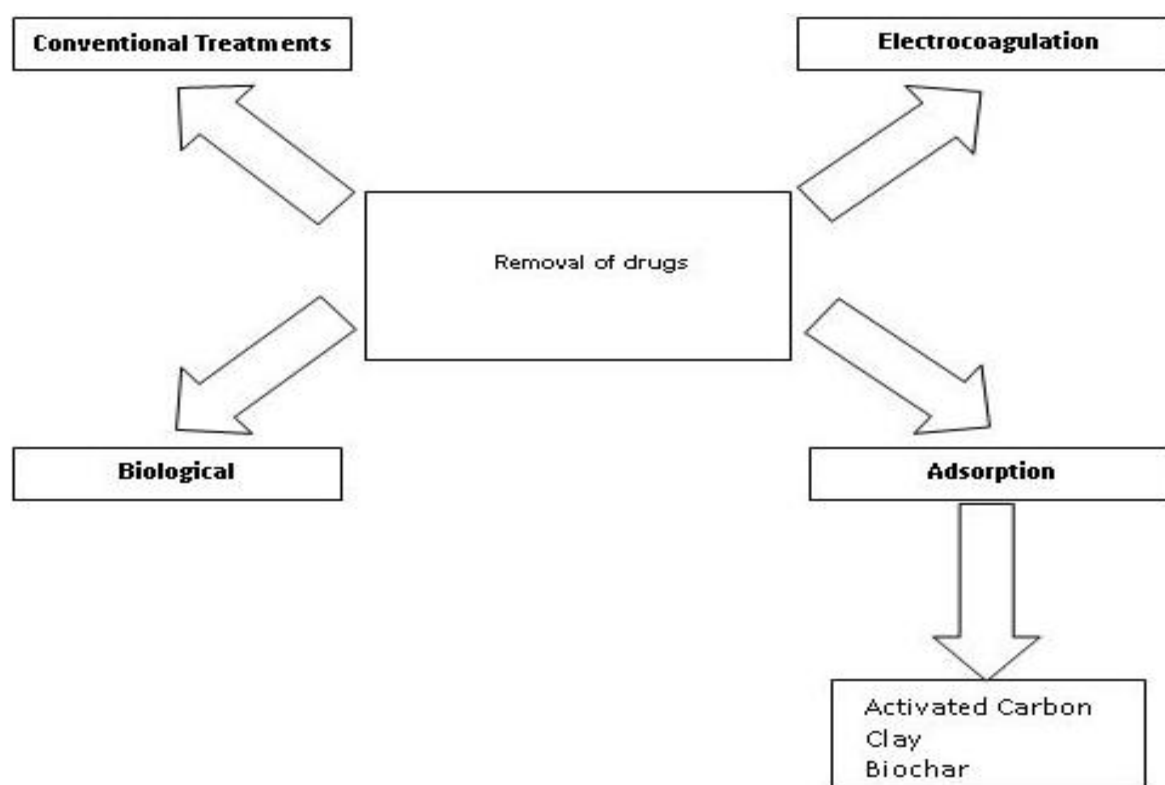 Conventional Treatments
Electrocoagulation
Removal of drugs
Biological
Adsorption
Activated Carbon
Clay
Biochar